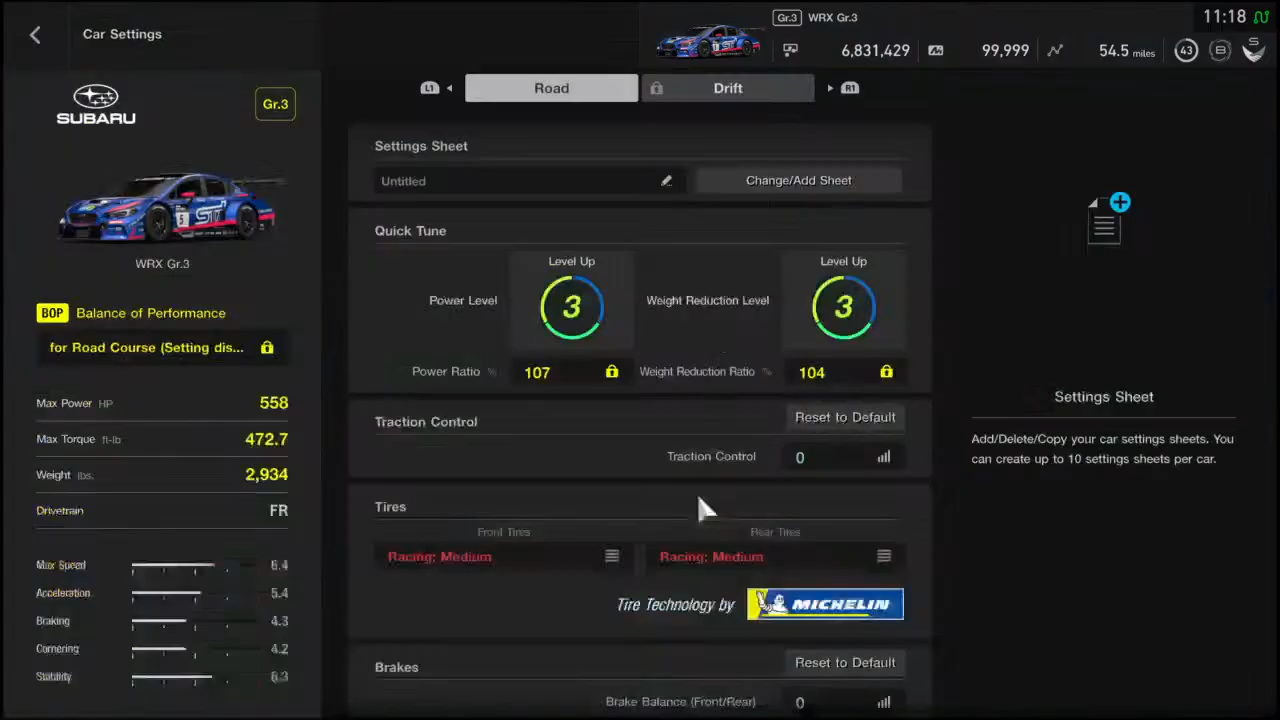 11:18
Car Settings
Gr.3 WRX Gr.3
6,831,429
99,999
54.5 miles
43
B
S
SUBARU
Gr.3
L1
Road
Drift
R1
Settings Sheet
Untitled
Change/Add Sheet
Quick Tune
Level Up
Level Up
Power Level
3
Weight Reduction Level
3
Power Ratio %
107
Weight Reduction Ratio %
104
WRX Gr.3
BOP Balance of Performance
for Road Course (Setting dis...
Max Power HP
558
Max Torque ft-lb
472.7
Weight lbs.
2,934
Drivetrain
FR
Max Speed
6.4
Acceleration
5.4
Braking
4.3
Cornering
4.2
Stability
6.3
Traction Control
Reset to Default
Traction Control
0
Tires
Front Tires
Rear Tires
Racing: Medium
Racing: Medium
Tire Technology by
MICHELIN
Brakes
Reset to Default
Brake Balance (Front/Rear)
0
Settings Sheet
Add/Delete/Copy your car settings sheets. You
can create up to 10 settings sheets per car.